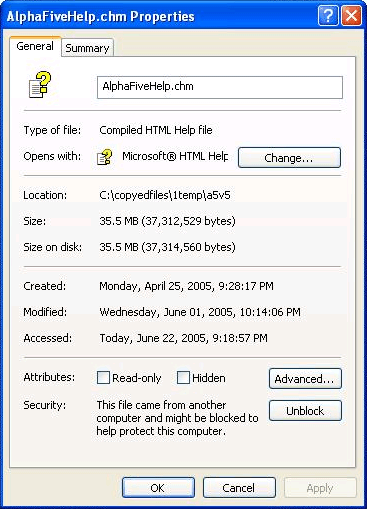 AlphaFiveHelp.chm Properties
General Summary
AlphaFiveHelp.chm
Type of file: Compiled HTML Help file
Opens with: Microsoft® HTML Help Change...
Location: C:\copyedfiles\1temp\a5v5
Size: 35.5 MB (37,312,529 bytes)
Size on disk: 35.5 MB (37,314,560 bytes)
Created: Monday, April 25, 2005, 9:28:17 PM
Modified: Wednesday, June 01, 2005, 10:14:06 PM
Accessed: Today, June 22, 2005, 9:18:57 PM
Attributes: Read-only Hidden Advanced...
Security: This file came from another
computer and might be blocked to
help protect this computer.
Unblock
OK Cancel Apply